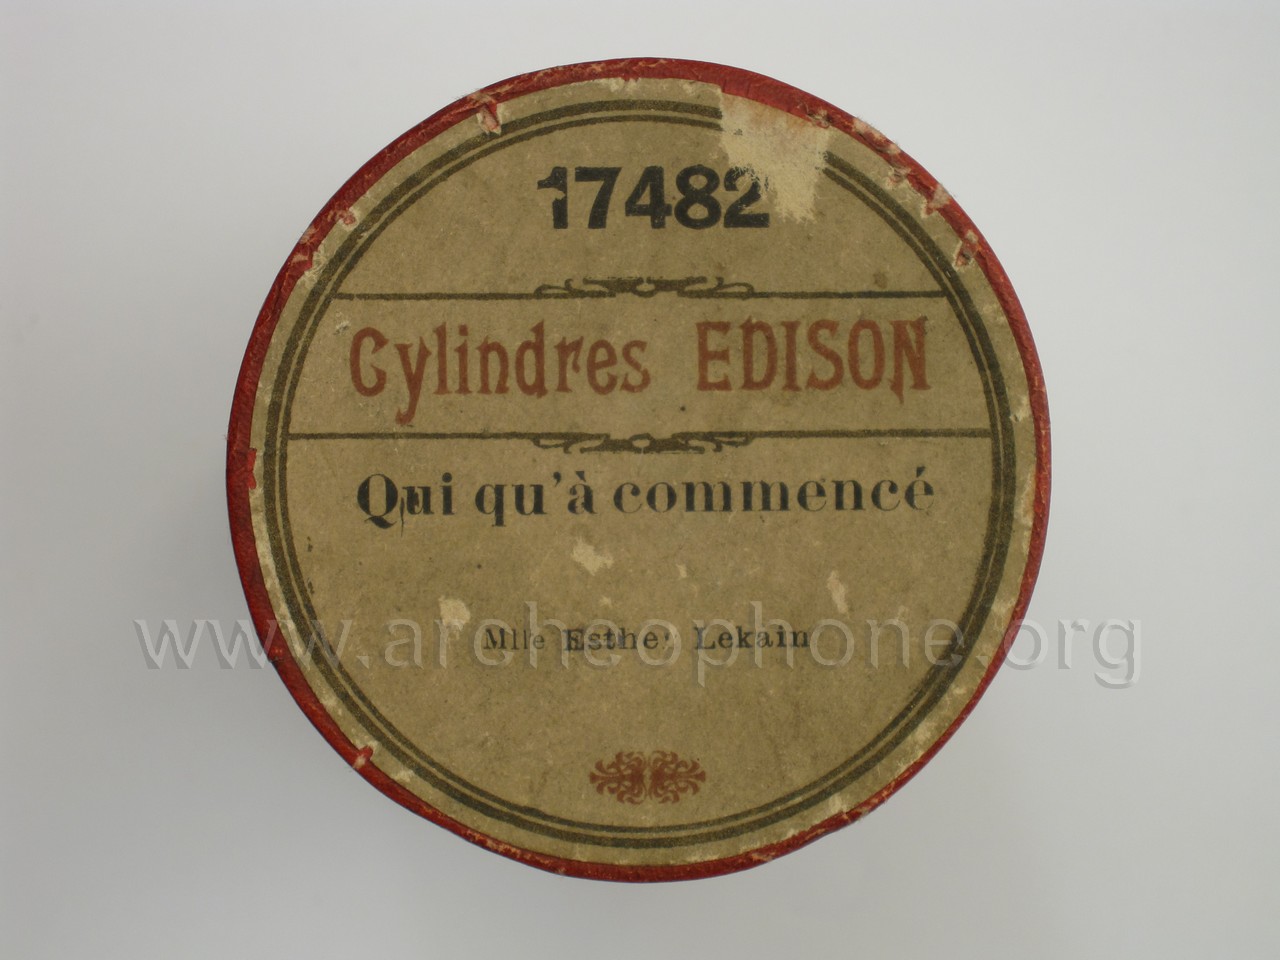 17482
Cylindres EDISON
Qui qu'à commencé
www.archeophone.org
Mlle Esther Lekain